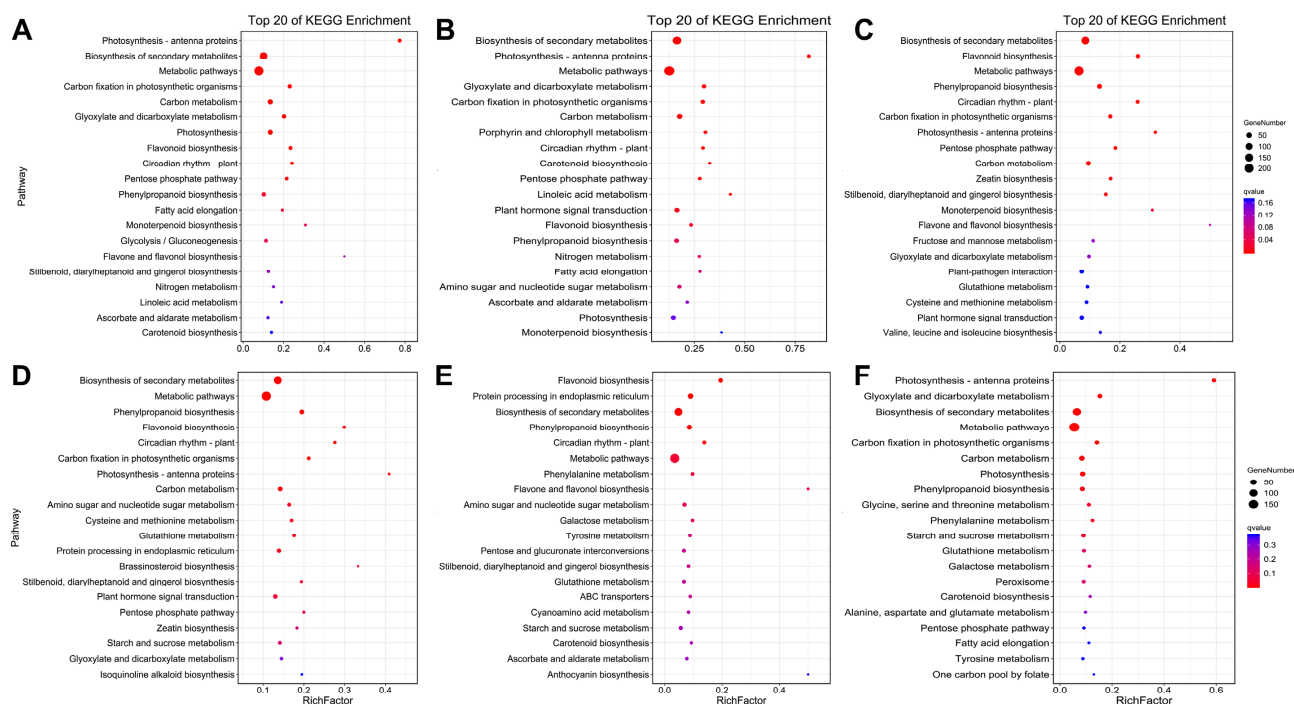 A
Top 20 of KEGG Enrichment
Pathway
Photosynthesis - antenna proteins
Biosynthesis of secondary metabolites
Metabolic pathways
Carbon fixation in photosynthetic organisms
Carbon metabolism
Glyoxylate and dicarboxylate metabolism
Photosynthesis
Flavonoid biosynthesis
Circadian rhythm - plant
Pentose phosphate pathway
Phenylpropanoid biosynthesis
Fatty acid elongation
Monoterpenoid biosynthesis
Glycolysis / Gluconeogenesis
Flavone and flavonol biosynthesis
Stilbenoid, diarylheptanoid and gingerol biosynthesis
Nitrogen metabolism
Linoleic acid metabolism
Ascorbate and aldarate metabolism
Carotenoid biosynthesis
0.0 0.2 0.4 0.6 0.8
B
Top 20 of KEGG Enrichment
Biosynthesis of secondary metabolites
Photosynthesis - antenna proteins
Metabolic pathways
Glyoxylate and dicarboxylate metabolism
Carbon fixation in photosynthetic organisms
Carbon metabolism
Porphyrin and chlorophyll metabolism
Circadian rhythm - plant
Carotenoid biosynthesis
Pentose phosphate pathway
Linoleic acid metabolism
Plant hormone signal transduction
Flavonoid biosynthesis
Phenylpropanoid biosynthesis
Nitrogen metabolism
Fatty acid elongation
Amino sugar and nucleotide sugar metabolism
Ascorbate and aldarate metabolism
Photosynthesis
Monoterpenoid biosynthesis
0.25 0.50 0.75
C
Top 20 of KEGG Enrichment
Biosynthesis of secondary metabolites
Flavonoid biosynthesis
Metabolic pathways
Phenylpropanoid biosynthesis
Circadian rhythm - plant
Carbon fixation in photosynthetic organisms
Photosynthesis - antenna proteins
Pentose phosphate pathway
Carbon metabolism
Zeatin biosynthesis
Stilbenoid, diarylheptanoid and gingerol biosynthesis
Monoterpenoid biosynthesis
Flavone and flavonoid biosynthesis
Fructose and mannose metabolism
Glyoxylate and dicarboxylate metabolism
Plant-pathogen interaction
Glutathione metabolism
Cysteine and methionine metabolism
Plant hormone signal transduction
Valine, leucine and isoleucine biosynthesis
0.2 0.4
GeneNumber
50
100
150
200
qvalue
0.16
0.12
0.08
0.04
D
Pathway
Biosynthesis of secondary metabolites
Metabolic pathways
Phenylpropanoid biosynthesis
Flavonoid biosynthesis
Circadian rhythm - plant
Carbon fixation in photosynthetic organisms
Photosynthesis - antenna proteins
Carbon metabolism
Amino sugar and nucleotide sugar metabolism
Cysteine and methionine metabolism
Glutathione metabolism
Protein processing in endoplasmic reticulum
Brassinosteroid biosynthesis
Stilbenoid, diarylheptanoid and gingerol biosynthesis
Plant hormone signal transduction
Pentose phosphate pathway
Zeatin biosynthesis
Starch and sucrose metabolism
Glyoxylate and dicarboxylate metabolism
Isoquinoline alkaloid biosynthesis
0.1 0.2 0.3 0.4
RichFactor
E
Flavonoid biosynthesis
Protein processing in endoplasmic reticulum
Biosynthesis of secondary metabolites
Phenylpropanoid biosynthesis
Circadian rhythm - plant
Metabolic pathways
Phenylalanine metabolism
Flavone and flavonol biosynthesis
Amino sugar and nucleotide sugar metabolism
Galactose metabolism
Tyrosine metabolism
Pentose and glucuronate interconversions
Stilbenoid, diarylheptanoid and gingerol biosynthesis
Glutathione metabolism
ABC transporters
Cyanoamino acid metabolism
Starch and sucrose metabolism
Carotenoid biosynthesis
Ascorbate and aldarate metabolism
Anthocyanin biosynthesis
0.0 0.2 0.4
RichFactor
F
Photosynthesis - antenna proteins
Glyoxylate and dicarboxylate metabolism
Biosynthesis of secondary metabolites
Metabolic pathways
Carbon fixation in photosynthetic organisms
Carbon metabolism
Photosynthesis
Phenylpropanoid biosynthesis
Glycine, serine and threonine metabolism
Phenylalanine metabolism
Starch and sucrose metabolism
Glutathione metabolism
Galactose metabolism
Peroxisome
Carotenoid biosynthesis
Alanine, aspartate and glutamate metabolism
Pentose phosphate pathway
Fatty acid elongation
Tyrosine metabolism
One carbon pool by folate
0.0 0.2 0.4 0.6
RichFactor
GeneNumber
50
100
150
qvalue
0.3
0.2
0.1